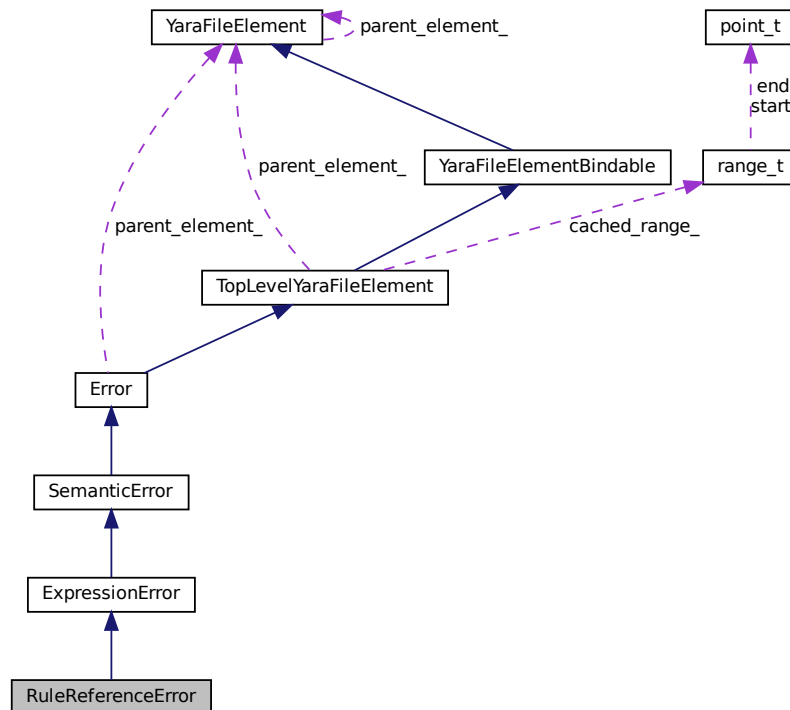 YaraFileElement
parent_element_
point_t
end
start
parent_element_
YaraFileElementBindable
range_t
parent_element_
cached_range_
TopLevelYaraFileElement
Error
SemanticError
ExpressionError
RuleReferenceError